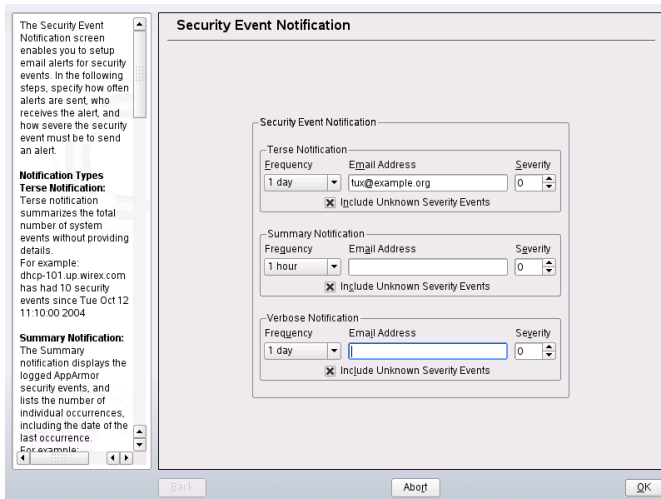 The Security Event
Notification screen
enables you to setup
email alerts for security
events. In the following
steps, specify how often
alerts are sent, who
receives the alert, and
how severe the security
event must be to send
an alert.
Notification Types
Terse Notification:
Terse notification
summarizes the total
number of system
events without providing
details.
For example:
dhcp-101.up.wirex.com
has had 10 security
events since Tue Oct 12
11:10:00 2004
Summary Notification:
The Summary
notification displays the
logged AppArmor
security events, and
lists the number of
individual occurrences,
including the date of the
last occurrence.
For example:
Security Event Notification
Security Event Notification
Terse Notification
Frequency Email Address Severity
1 day tux@example.org 0
Include Unknown Severity Events
Summary Notification
Frequency Email Address Severity
1 hour 0
Include Unknown Severity Events
Verbose Notification
Frequency Email Address Severity
1 day 0
Include Unknown Severity Events
Back Abort OK